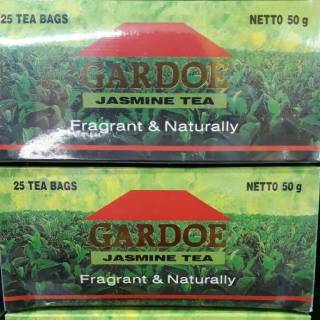 25 TEA BAGS NETTO 50 g
GARDOE
JASMINE TEA
Fragrant & Naturally
25 TEA BAGS NETTO 50 g
GARDOE
JASMINE TEA
Fragrant & Naturally